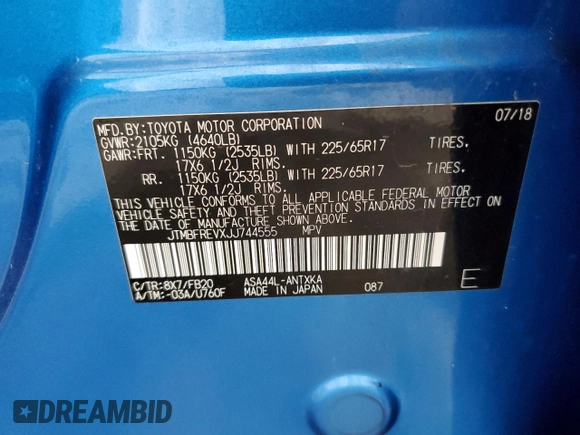 MFD.BY:TOYOTA MOTOR CORPORATION 07/18
GVWR:2105KG (4640LB)
GAWR:FRT. 1150KG (2535LB) WITH 225/65R17 TIRES.
17X6 1/2J RIMS.
RR. 1150KG (2535LB) WITH 225/65R17 TIRES.
17X6 1/2J RIMS.
THIS VEHICLE CONFORMS TO ALL APPLICABLE FEDERAL MOTOR
VEHICLE SAFETY AND THEFT PREVENTION STANDARDS IN EFFECT ON
THE DATE OF MANUFACTURE SHOWN ABOVE.
JTMBFREVXJJ744555 MPV
C/TR:8X7/FB20 ASA44L-ANTXKA
A/TM:-03A/U760F MADE IN JAPAN 087 E
DREAMBID